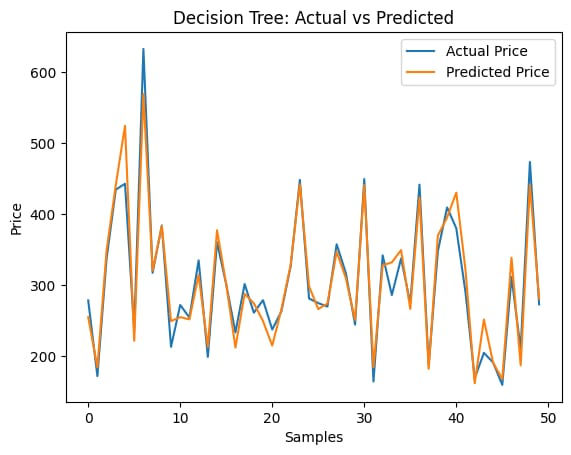 Decision Tree: Actual vs Predicted
Actual Price
Predicted Price
Price
600
500
400
300
200
0 10 20 30 40 50
Samples